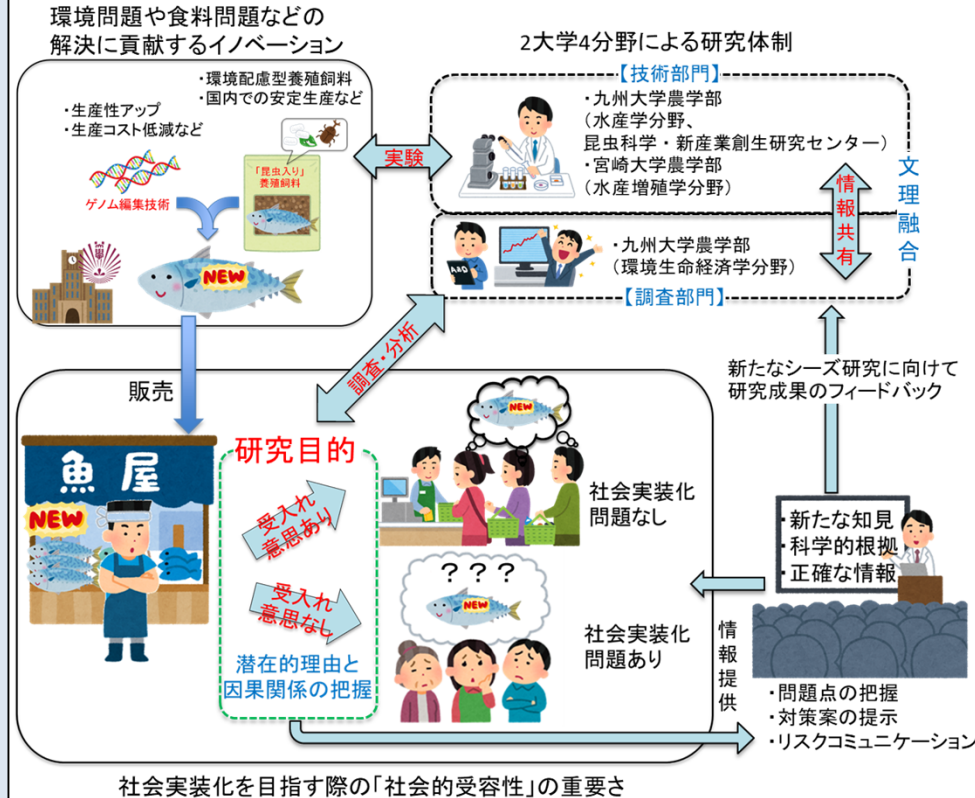 環境問題や食料問題などの
解決に貢献するイノベーション
・環境配慮型養殖飼料
・国内での安定生産など
・生産性アップ
・生産コスト低減など
「昆虫入り」
養殖飼料
ゲノム編集技術
NEW
実験
2大学4分野による研究体制
【技術部門】
・九州大学農学部
(水産学分野、
昆虫科学・新産業創生研究センター)
・宮崎大学農学部
(水産増殖学分野)
・九州大学農学部
(環境生命経済学分野)
【調査部門】
情報共有
文理融合
調査・分析
販売
魚屋
NEW
研究目的
受入れ
意思あり
受入れ
意思なし
潜在的理由と
因果関係の把握
NEW
社会実装化
問題なし
???
NEW
社会実装化
問題あり
新たなシーズ研究に向けて
研究成果のフィードバック
・新たな知見
・科学的根拠
・正確な情報
情報提供
・問題点の把握
・対策案の提示
・リスクコミュニケーション
社会実装化を目指す際の「社会的受容性」の重要さ